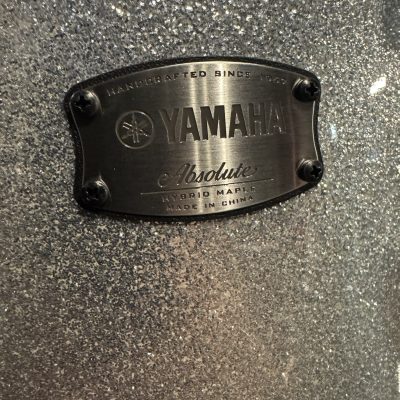 HANDCRAFTED SINCE 1967
YAMAHA
Absolute
HYBRID MAPLE
MADE IN CHINA